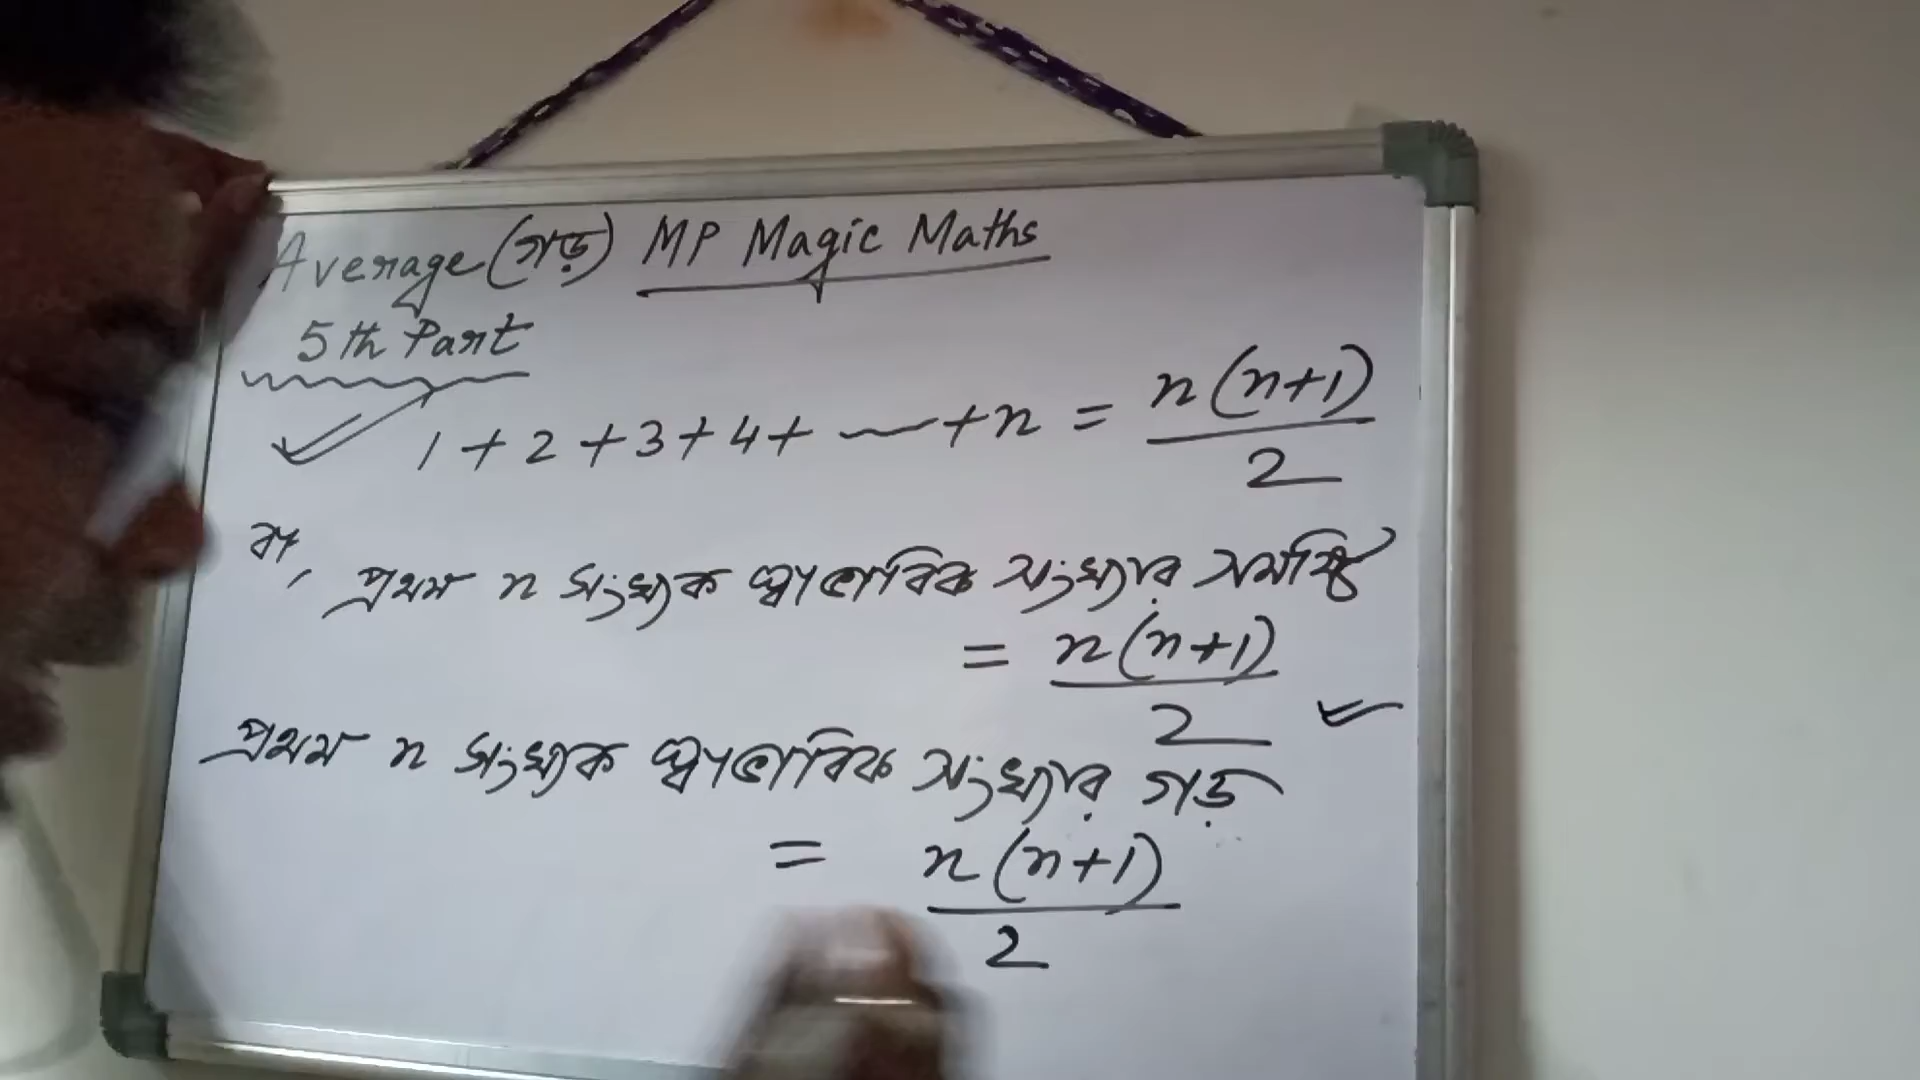 Average (গড়) MP Magic Maths
5th Part
1 + 2 + 3 + 4 + ~ + n = n(n+1)/2
বা, প্রথম n সংখ্যক স্বাভাবিক সংখ্যার সমষ্টি
= n(n+1)/2
প্রথম n সংখ্যক স্বাভাবিক সংখ্যার গড়
= n(n+1)/2